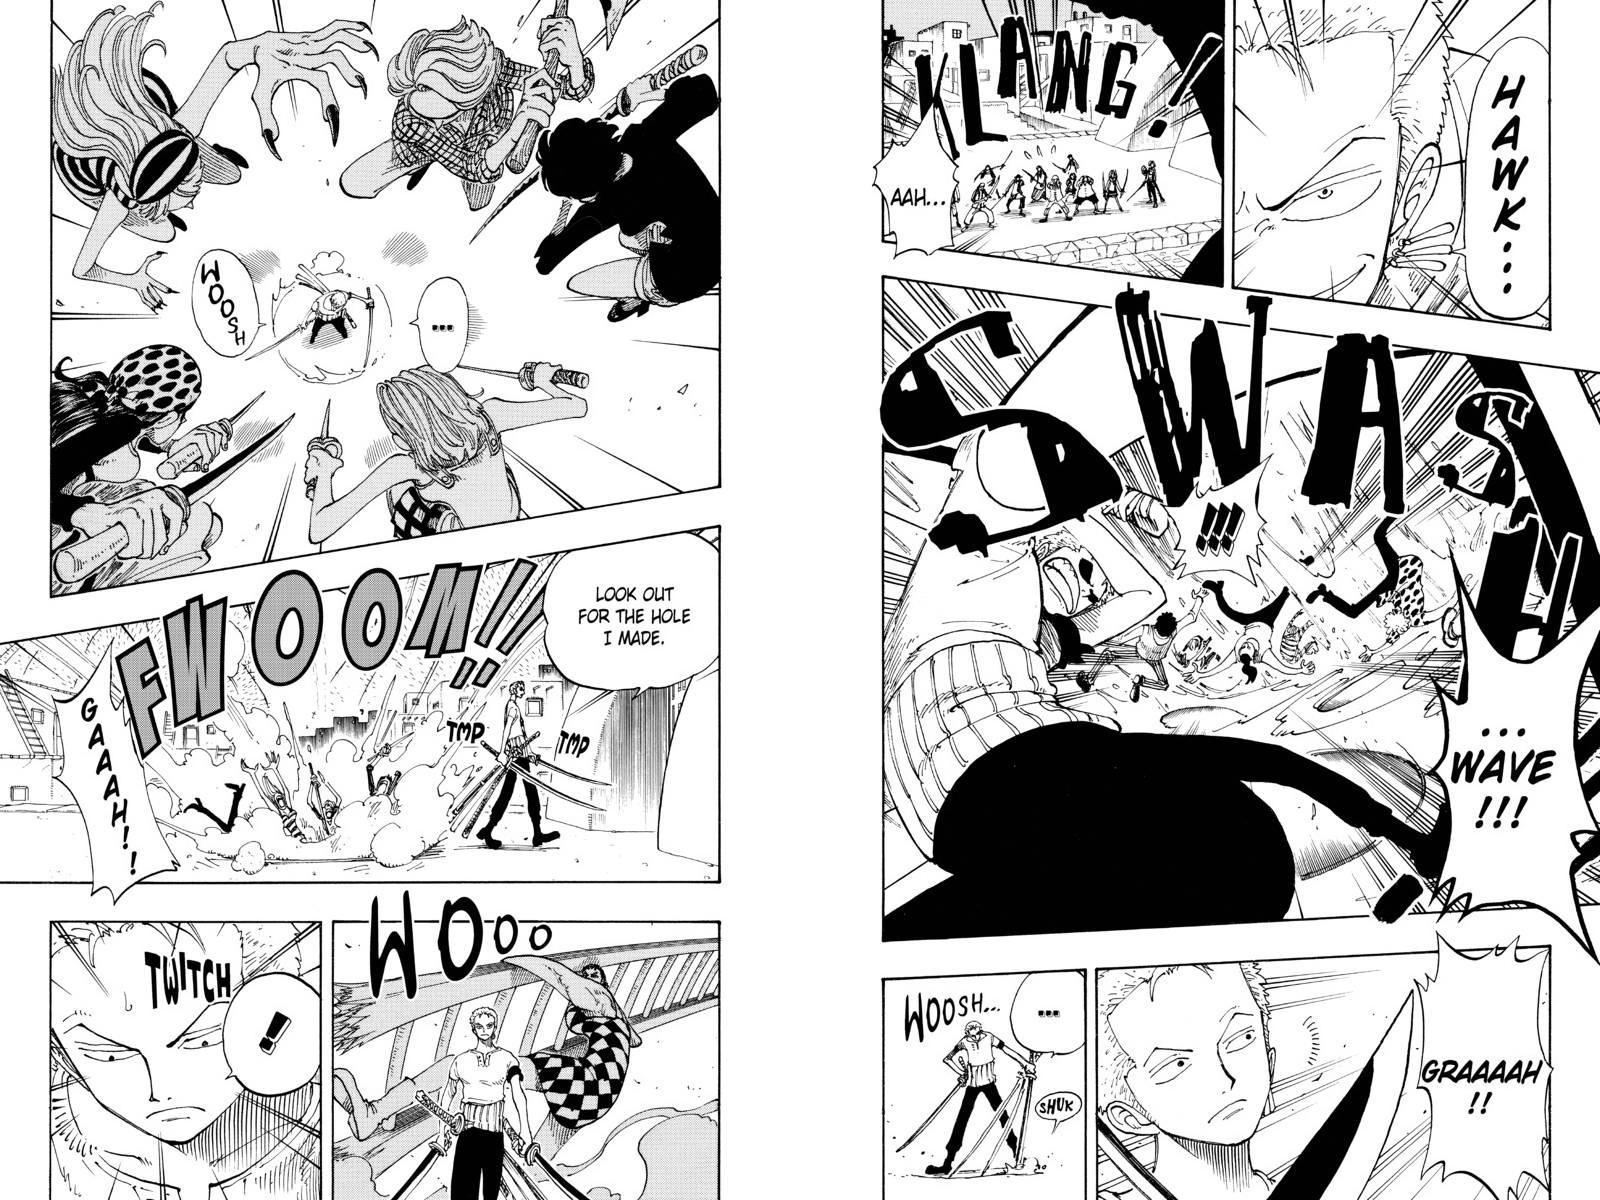 HAWK...
KLANG!
AAH...
SWASH
!!!
...
WAVE
!!!
GRAAAAH
!!
WOOSH...
...
SHUK
...
WOOSH
LOOK OUT
FOR THE HOLE
I MADE.
FWOOM!!
TMP
TMP
GAAAH!!
WOOO
TWITCH
!